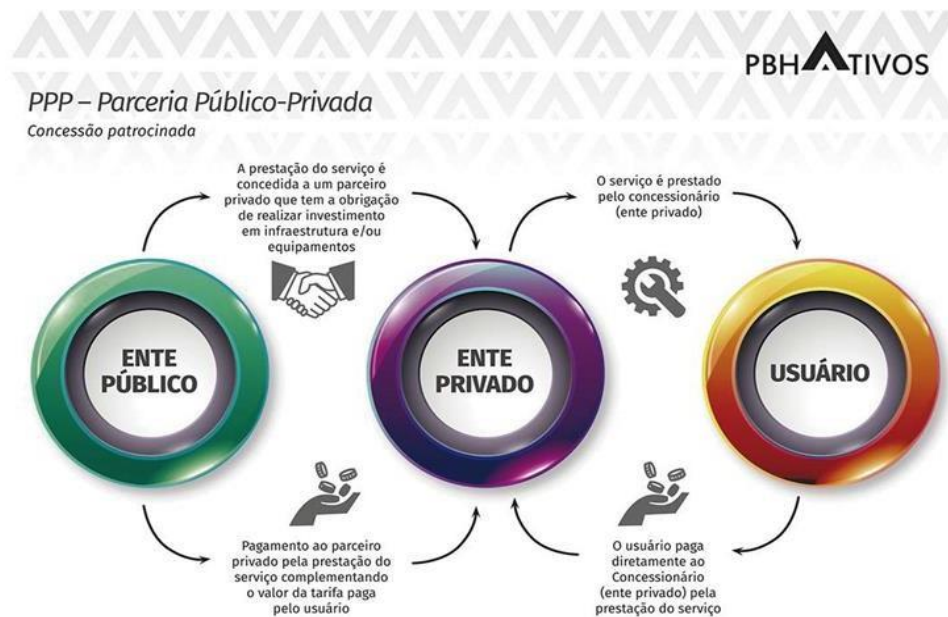 PBH ATIVOS
PPP – Parceria Público-Privada
Concessão patrocinada
A prestação do serviço é
concedida a um parceiro
privado que tem a obrigação
de realizar investimento
em infraestrutura e/ou
equipamentos
O serviço é prestado
pelo concessionário
(ente privado)
ENTE
PÚBLICO
ENTE
PRIVADO
USUÁRIO
Pagamento ao parceiro
privado pela prestação do
serviço complementando
o valor da tarifa paga
pelo usuário
O usuário paga
diretamente ao
Concessionário
(ente privado) pela
prestação do serviço